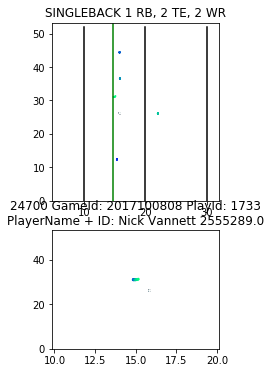 SINGLEBACK 1 RB, 2 TE, 2 WR
50
40
30
20
10
0
10 20 30
24700 GameId: 2017100808 PlayId: 1733
PlayerName + ID: Nick Vannett 2555289.0
40
20
0
10.0 12.5 15.0 17.5 20.1